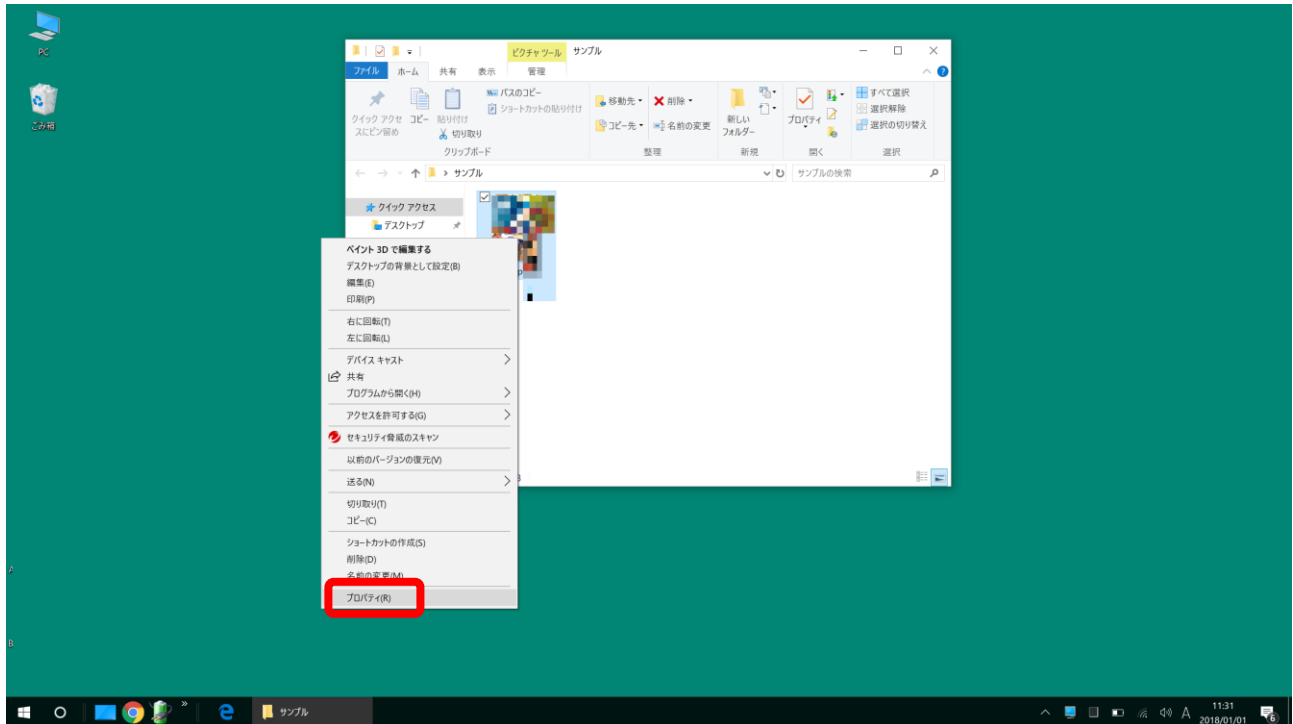 PC
ごみ箱
ピクチャ ツール サンプル
ファイル ホーム 共有 表示 管理
クイック アクセスにピン留め
コピー
貼り付け
パスのコピー
ショートカットの貼り付け
切り取り
クリップボード
移動先
コピー先
削除
名前の変更
整理
新しいフォルダー
新規
プロパティ
開く
すべて選択
選択解除
選択の切り替え
選択
サンプル
サンプルの検索
クイック アクセス
デスクトップ
ペイント 3D で編集する
デスクトップの背景として設定(B)
編集(E)
印刷(P)
右に回転(T)
左に回転(L)
デバイス キャスト
共有
プログラムから開く(H)
アクセスを許可する(G)
セキュリティ脅威のスキャン
以前のバージョンの復元(V)
送る(N)
切り取り(T)
コピー(C)
ショートカットの作成(S)
削除(D)
名前の変更(M)
プロパティ(R)
サンプル
A
11:31
2018/01/01
6